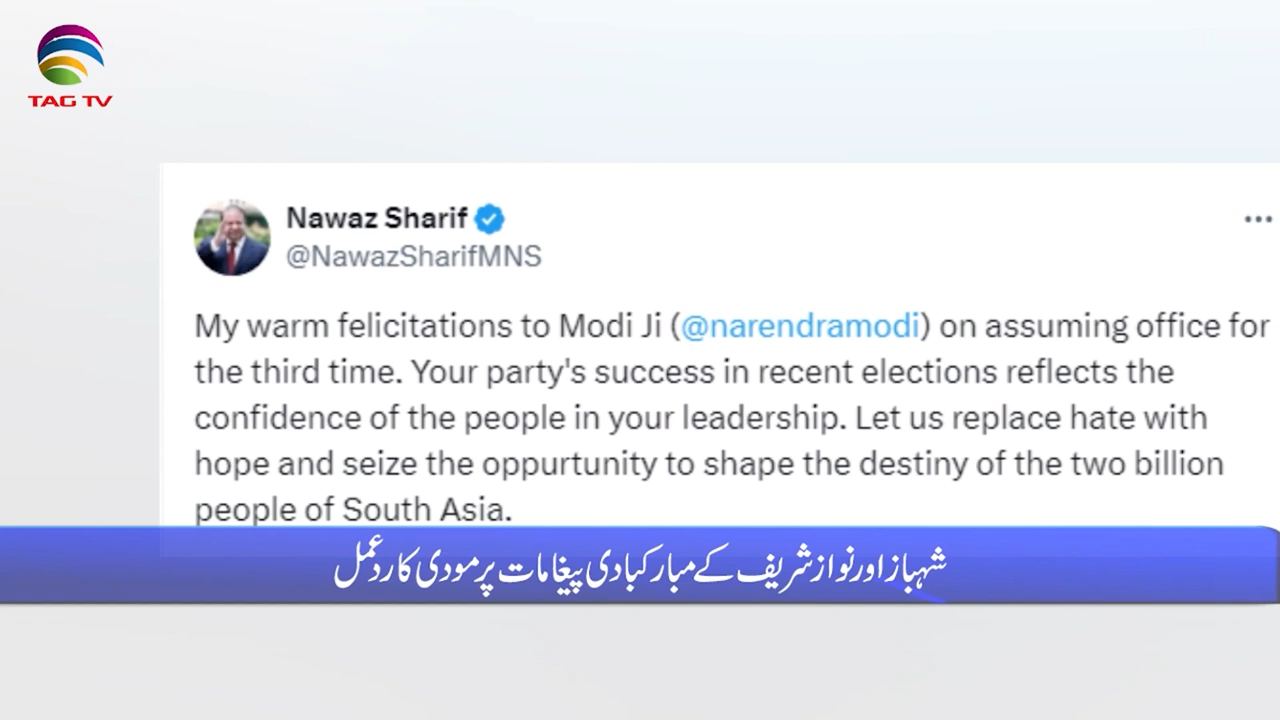 TAG TV
Nawaz Sharif
@NawazSharifMNS
My warm felicitations to Modi Ji (@narendramodi) on assuming office for
the third time. Your party's success in recent elections reflects the
confidence of the people in your leadership. Let us replace hate with
hope and seize the oppurtunity to shape the destiny of the two billion
people of South Asia.
شہباز اور نواز شریف کے مبارکبادی پیغامات پر مودی کا ردعمل